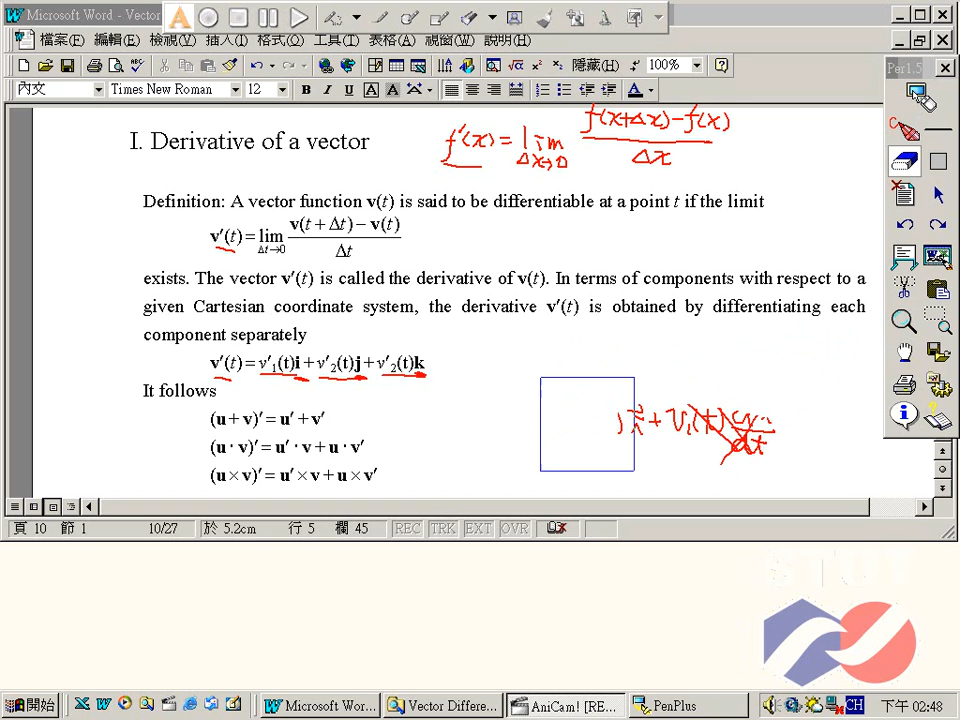 Microsoft Word - Vector
檔案(F) 編輯(E) 檢視(V) 插入(I) 格式(O) 工具(T) 表格(A) 視窗(W) 說明(H)
隱藏(H) 100%
內文 Times New Roman 12 B I U A A A
Per1.5
I. Derivative of a vector
f'(x) = lim Δx→0 f(x+Δx)-f(x) / Δx
Definition: A vector function v(t) is said to be differentiable at a point t if the limit
v′(t) = lim Δt→0 v(t + Δt) − v(t) / Δt
exists. The vector v′(t) is called the derivative of v(t). In terms of components with respect to a
given Cartesian coordinate system, the derivative v′(t) is obtained by differentiating each
component separately
v′(t) = v′1(t)i + v′2(t)j + v′2(t)k
It follows
(u + v)′ = u′ + v′
(u · v)′ = u′ · v + u · v′
(u × v)′ = u′ × v + u × v′
+ v1(t)
dt
頁 10 節 1 10/27 於 5.2cm 行 5 欄 45 REC TRK EXT OVR
STUT
開始 Microsoft Wor... Vector Differe... AniCam! [RE... PenPlus CH 下午 02:48